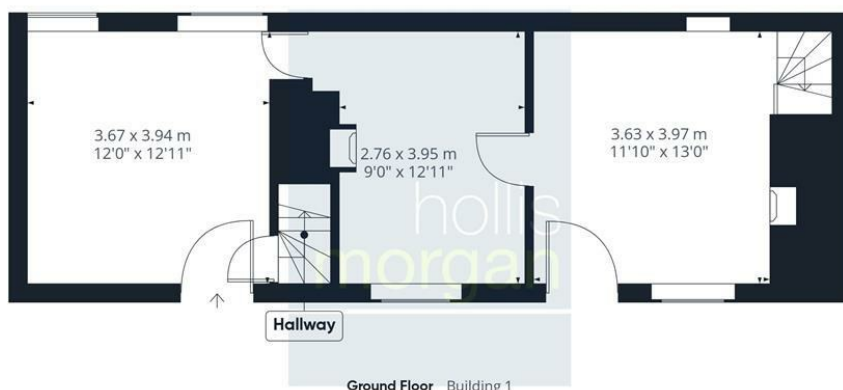 3.67 x 3.94 m
12'0" x 12'11"
2.76 x 3.95 m
9'0" x 12'11"
3.63 x 3.97 m
11'10" x 13'0"
hollis
morgan
Hallway
Ground Floor Building 1